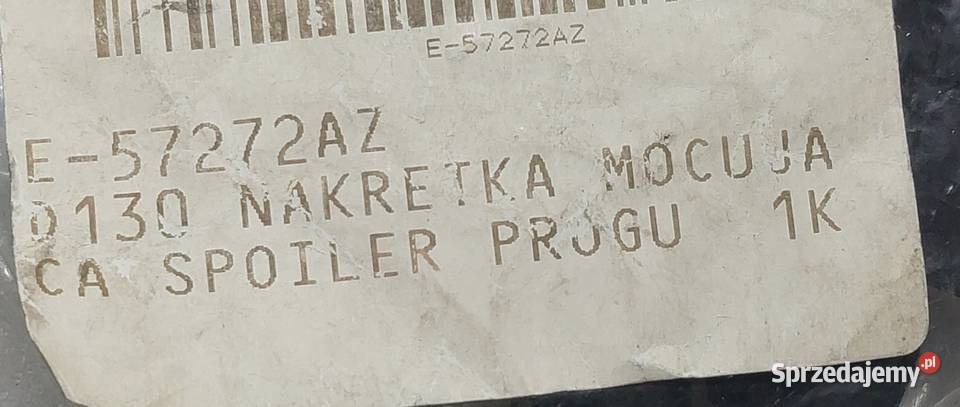 E-57272AZ
E-57272AZ
0130 NAKRETKA MOCUJA
CA SPOILER PROGU 1K
Sprzedajemy.pl